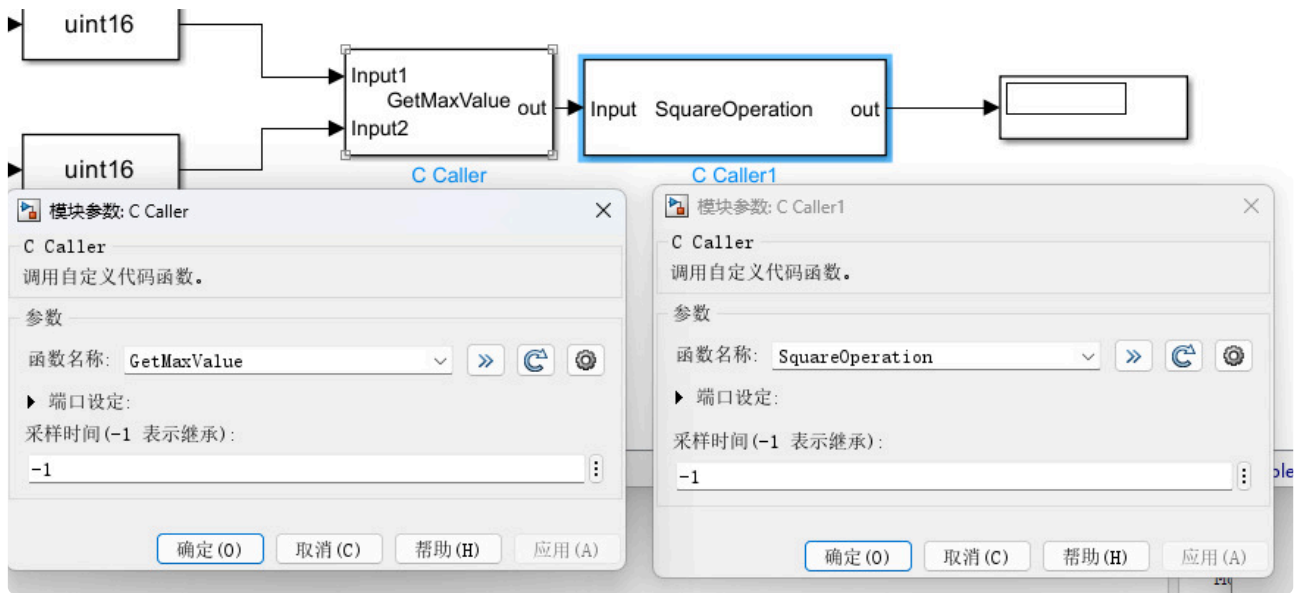 uint16
Input1
GetMaxValue
out
Input2
Input
SquareOperation
out
uint16
C Caller
C Caller1
模块参数: C Caller
C Caller
调用自定义代码函数。
参数
函数名称: GetMaxValue
端口设定:
采样时间(-1 表示继承):
-1
确定(O) 取消(C) 帮助(H) 应用(A)
模块参数: C Caller1
C Caller
调用自定义代码函数。
参数
函数名称: SquareOperation
端口设定:
采样时间(-1 表示继承):
-1
确定(O) 取消(C) 帮助(H) 应用(A)